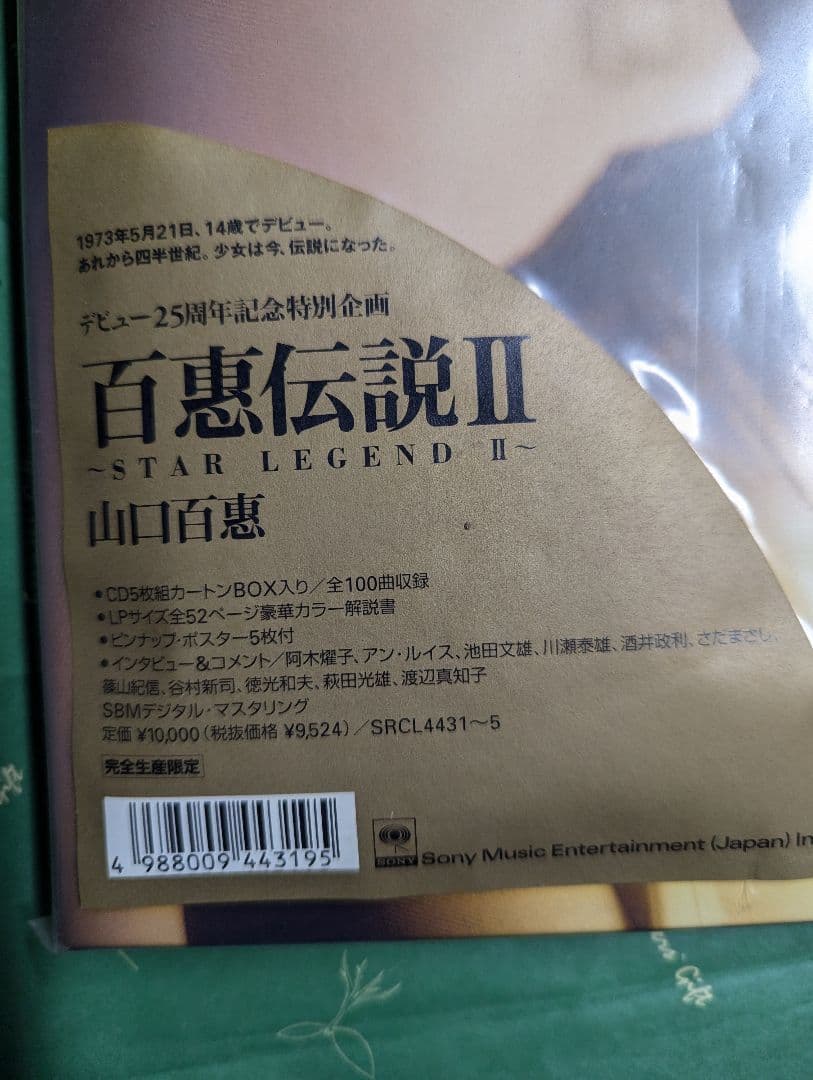 1973年5月21日、14歳でデビュー。
あれから四半世紀。少女は今、伝説になった。
デビュー25周年記念特別企画
百惠伝説II
~STAR LEGEND II~
山口百惠
•CD5枚組カートンBOX入り/全100曲収録
•LPサイズ全52ページ豪華カラー解説書
•ピンナップ・ポスター5枚付
•インタビュー&コメント/阿木燿子、アン・ルイス、池田文雄、川瀬泰雄、酒井政利、さだまさし、
篠山紀信、谷村新司、徳光和夫、萩田光雄、渡辺真知子
SBMデジタル・マスタリング
定価 ¥10,000(税抜価格 ¥9,524)/SRCL4431~5
完全生産限定
4 988009 443195
SONY Sony Music Entertainment (Japan) In
Gift